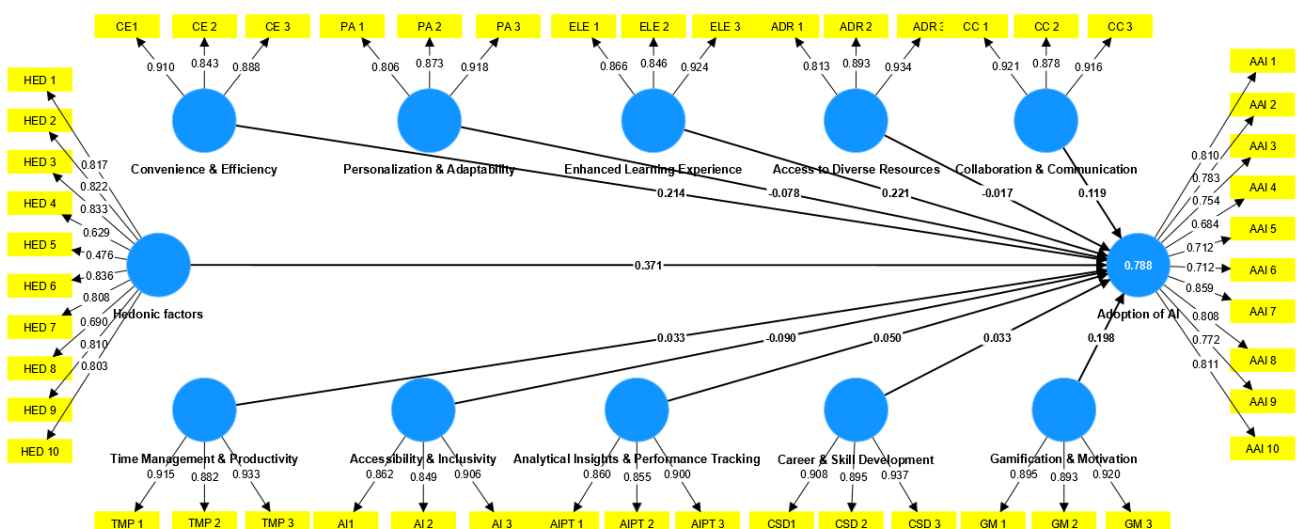 CE1 CE 2 CE 3 PA 1 PA 2 PA 3 ELE 1 ELE 2 ELE 3 ADR 1 ADR 2 ADR 3 CC 1 CC 2 CC 3
0.910 0.843 0.888 0.806 0.873 0.918 0.866 0.846 0.924 0.813 0.893 0.934 0.921 0.878 0.916
Convenience & Efficiency Personalization & Adaptability Enhanced Learning Experience Access to Diverse Resources Collaboration & Communication
0.214 -0.078 0.221 -0.017 0.119
HED 1
HED 2
HED 3
HED 4
HED 5
HED 6
HED 7
HED 8
HED 9
HED 10
0.817
0.822
0.833
0.629
0.476
0.836
0.808
0.690
0.810
0.803
Hedonic factors
0.371
0.788
Adoption of AI
0.810
0.783
0.754
0.684
0.712
0.712
0.859
0.808
0.772
0.811
AAI 1
AAI 2
AAI 3
AAI 4
AAI 5
AAI 6
AAI 7
AAI 8
AAI 9
AAI 10
0.033 -0.090 0.050 0.033 0.198
Time Management & Productivity Accessibility & Inclusivity Analytical Insights & Performance Tracking Career & Skill Development Gamification & Motivation
0.915 0.882 0.933 0.862 0.849 0.906 0.860 0.855 0.900 0.908 0.895 0.937 0.895 0.893 0.920
TMP 1 TMP 2 TMP 3 AI1 AI 2 AI 3 AIPT 1 AIPT 2 AIPT 3 CSD1 CSD 2 CSD 3 GM 1 GM 2 GM 3